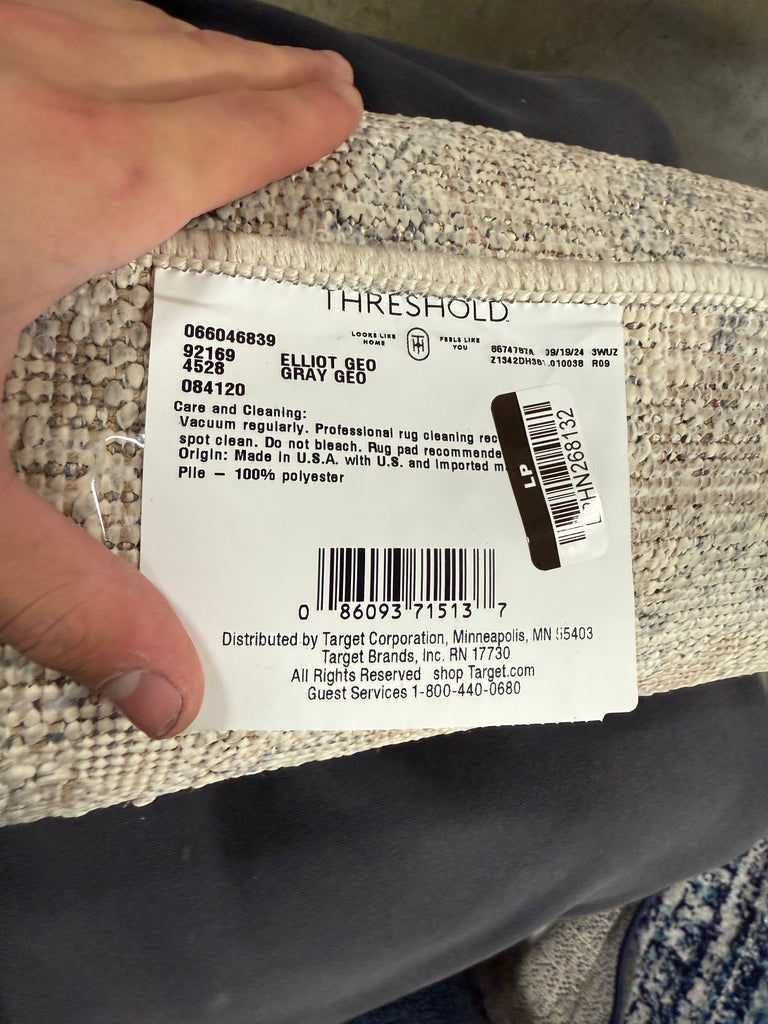 THRESHOLD
LOOKS LIKE HOME
FEELS LIKE YOU
066046839
92169
4528
084120
ELLIOT GEO
GRAY GEO
09/19/24 3WUZ
R09
Care and Cleaning:
Vacuum regularly. Professional rug cleaning
spot clean. Do not bleach. Rug pad
Origin: Made in U.S.A. with U.S. and imported
Pile – 100% polyester
LP
0 86093 71513 7
Distributed by Target Corporation, Minneapolis, MN 55403
Target Brands, Inc. RN 17730
All Rights Reserved shop Target.com
Guest Services 1-800-440-0680